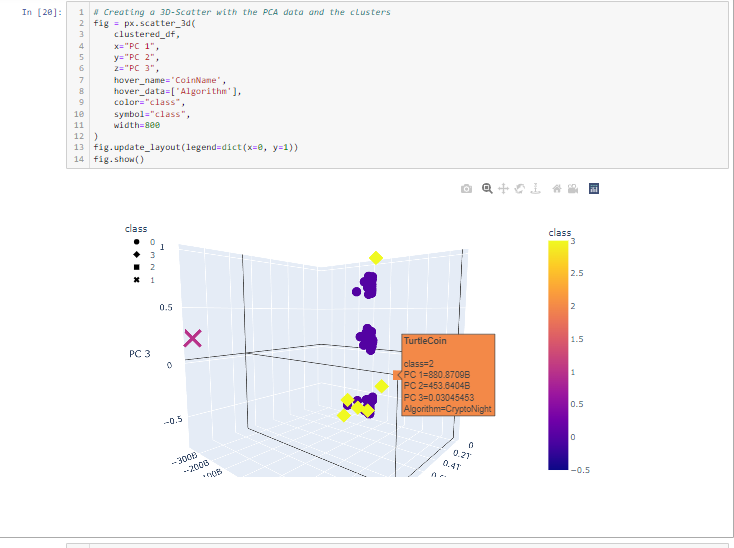 In [20]:
1 # Creating a 3D-Scatter with the PCA data and the clusters
2 fig = px.scatter_3d(
3 clustered_df,
4 x="PC 1",
5 y="PC 2",
6 z="PC 3",
7 hover_name='CoinName',
8 hover_data=['Algorithm'],
9 color="class",
10 symbol="class",
11 width=800
12 )
13 fig.update_layout(legend=dict(x=0, y=1))
14 fig.show()
class
0
3
2
1
1
0.5
PC 3
0
−0.5
−300B
−200B
TurtleCoin
class=2
PC 1=880.8709B
PC 2=453.6404B
PC 3=0.03045453
Algorithm=CryptoNight
0
0.2T
0.4T
class
3
2.5
2
1.5
1
0.5
0
−0.5